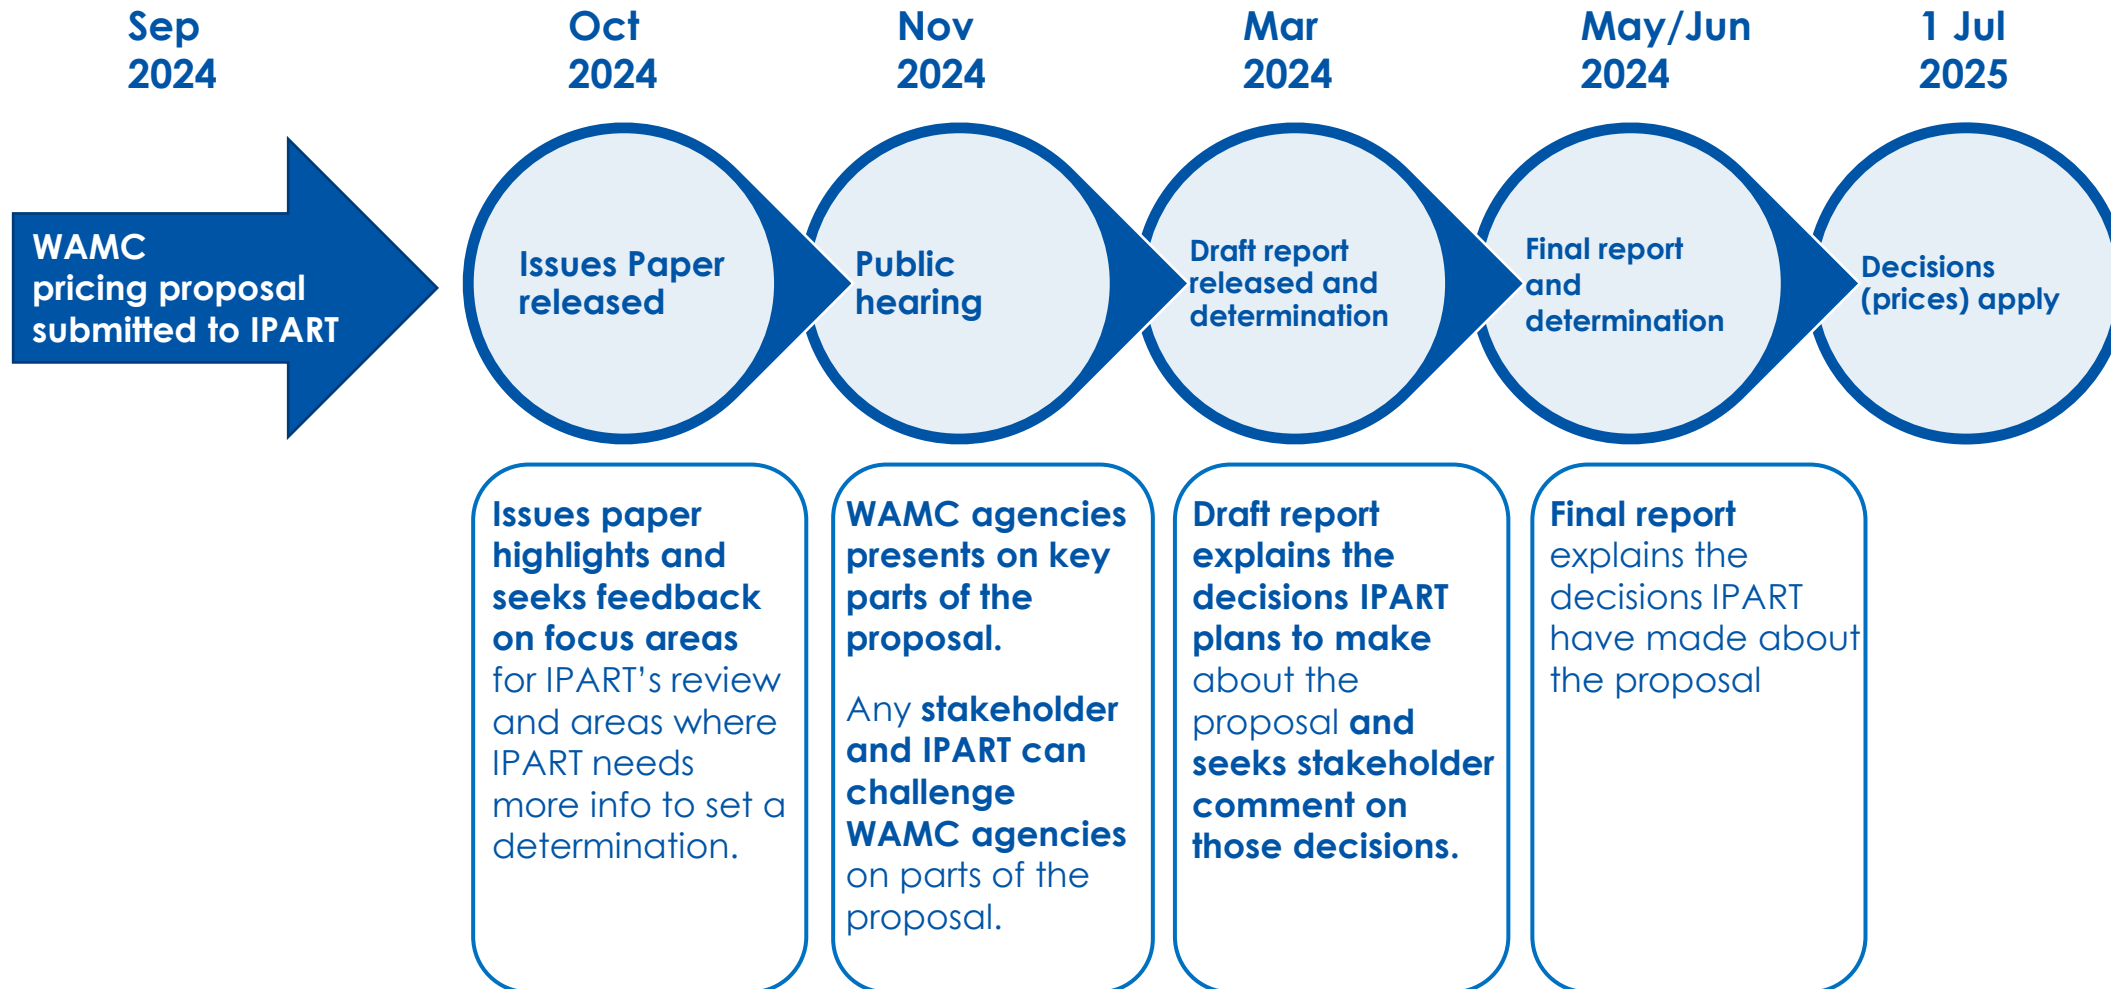 Sep
2024
Oct
2024
Nov
2024
Mar
2024
May/Jun
2024
1 Jul
2025
WAMC
pricing proposal
submitted to IPART
Issues Paper
released
Public
hearing
Draft report
released and
determination
Final report
and
determination
Decisions
(prices) apply
Issues paper
highlights and
seeks feedback
on focus areas
for IPART's review
and areas where
IPART needs
more info to set a
determination.
WAMC agencies
presents on key
parts of the
proposal.
Any stakeholder
and IPART can
challenge
WAMC agencies
on parts of the
proposal.
Draft report
explains the
decisions IPART
plans to make
about the
proposal and
seeks stakeholder
comment on
those decisions.
Final report
explains the
decisions IPART
have made about
the proposal